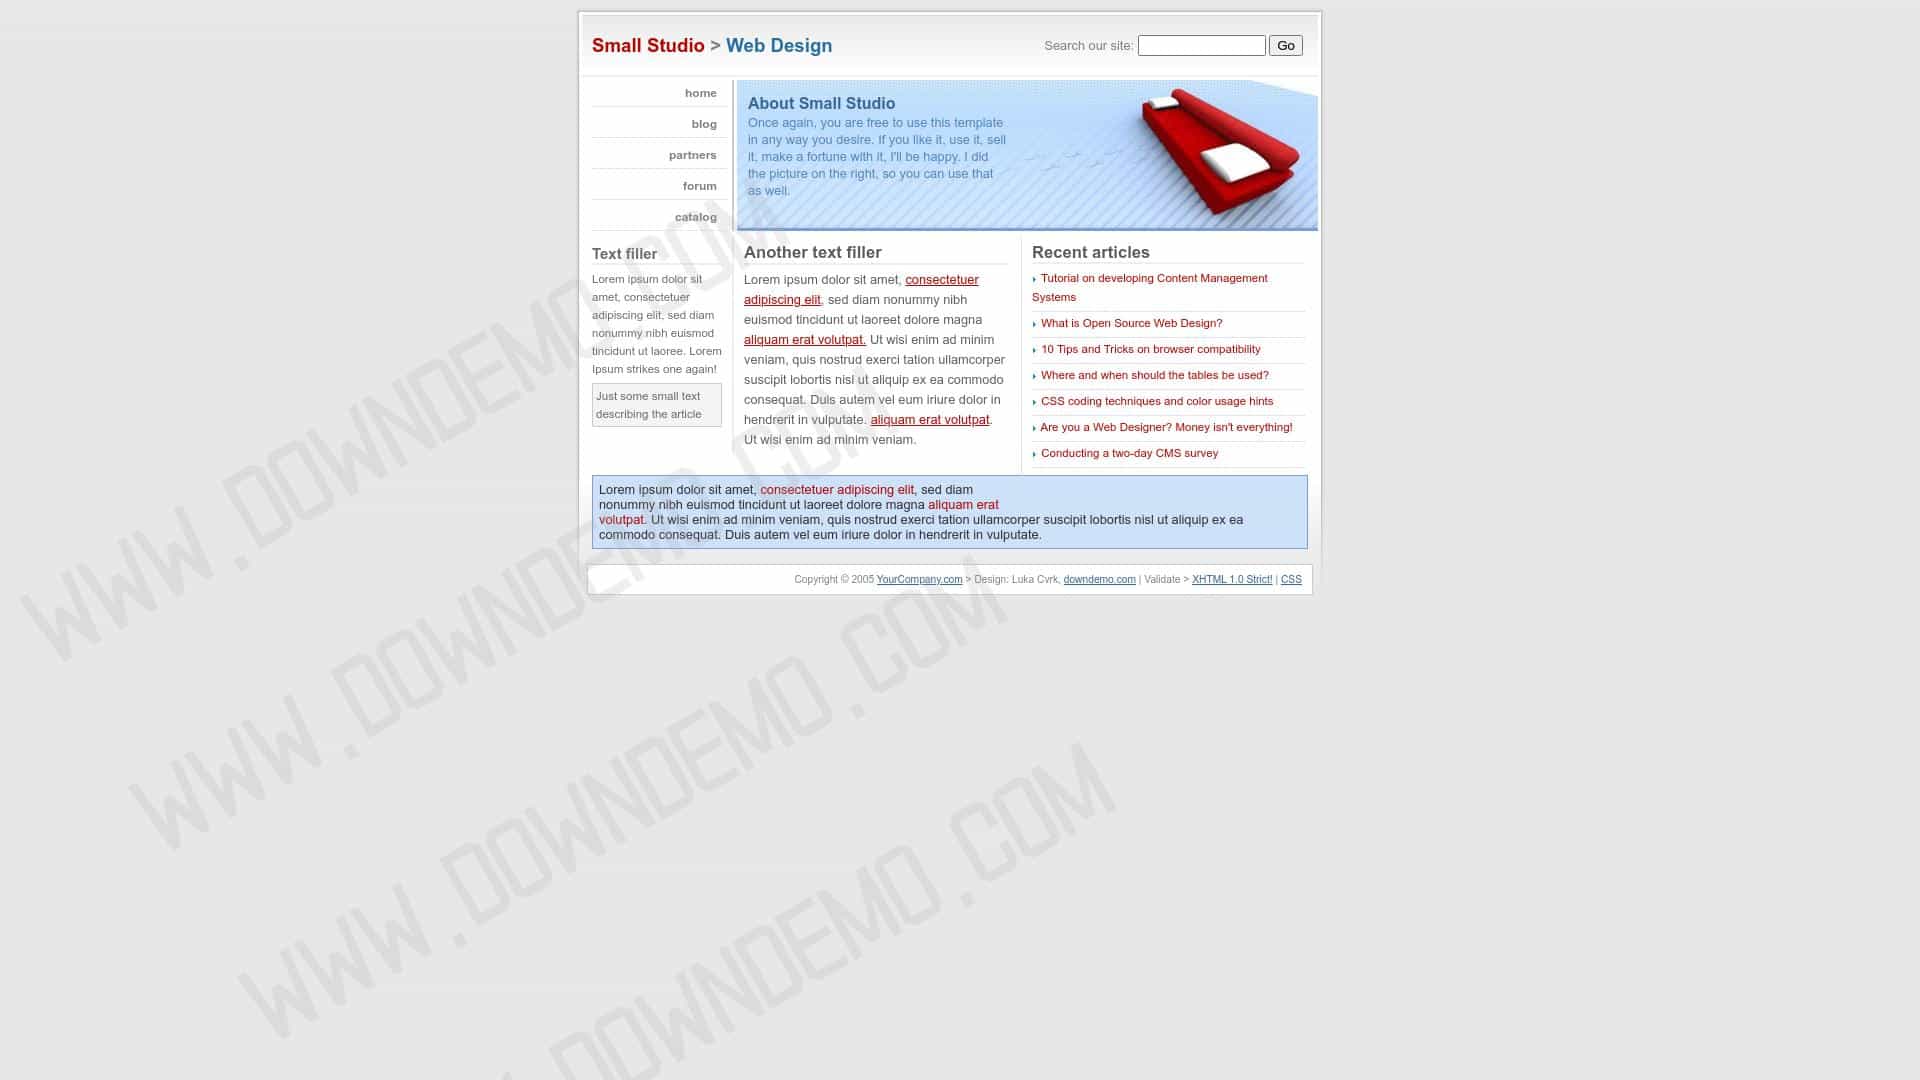 Small Studio > Web Design
Search our site: Go
home
blog
partners
forum
catalog
About Small Studio
Once again, you are free to use this template
in any way you desire. If you like it, use it, sell
it, make a fortune with it, I'll be happy. I did
the picture on the right, so you can use that
as well.
Text filler
Lorem ipsum dolor sit
amet, consectetuer
adipiscing elit, sed diam
nonummy nibh euismod
tincidunt ut laoree. Lorem
Ipsum strikes one again!
Just some small text
describing the article
Another text filler
Lorem ipsum dolor sit amet, consectetuer
adipiscing elit, sed diam nonummy nibh
euismod tincidunt ut laoreet dolore magna
aliquam erat volutpat. Ut wisi enim ad minim
veniam, quis nostrud exerci tation ullamcorper
suscipit lobortis nisl ut aliquip ex ea commodo
consequat. Duis autem vel eum iriure dolor in
hendrerit in vulputate. aliquam erat volutpat.
Ut wisi enim ad minim veniam.
Recent articles
Tutorial on developing Content Management
Systems
What is Open Source Web Design?
10 Tips and Tricks on browser compatibility
Where and when should the tables be used?
CSS coding techniques and color usage hints
Are you a Web Designer? Money isn't everything!
Conducting a two-day CMS survey
Lorem ipsum dolor sit amet, consectetuer adipiscing elit, sed diam
nonummy nibh euismod tincidunt ut laoreet dolore magna aliquam erat
volutpat. Ut wisi enim ad minim veniam, quis nostrud exerci tation ullamcorper suscipit lobortis nisl ut aliquip ex ea
commodo consequat. Duis autem vel eum iriure dolor in hendrerit in vulputate.
Copyright © 2005 YourCompany.com > Design: Luka Cvrk, downdemo.com | Validate > XHTML 1.0 Strict! | CSS
WWW.DOWNDEMO.COM
WWW.DOWNDEMO.COM
WWW.DOWNDEMO.COM
.DOWNDEMO.COM